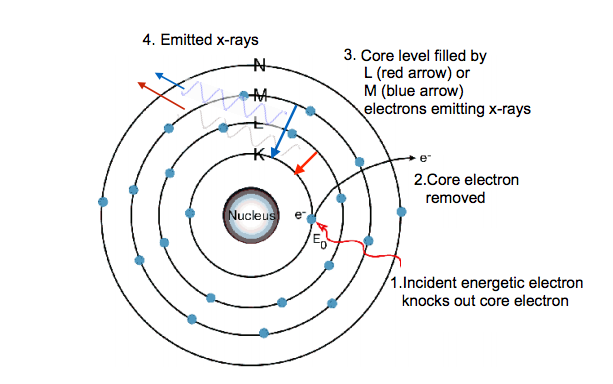 4. Emitted x-rays
3. Core level filled by
L (red arrow) or
M (blue arrow)
electrons emitting x-rays
N
M
L
K
e-
2.Core electron
removed
Nucleus
e-
E0
1.Incident energetic electron
knocks out core electron